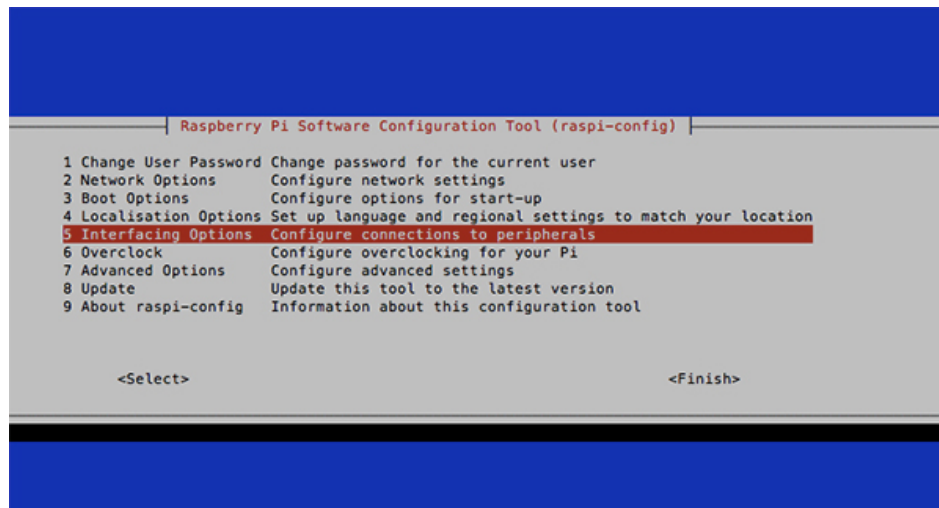 Raspberry Pi Software Configuration Tool (raspi-config)
1 Change User Password Change password for the current user
2 Network Options Configure network settings
3 Boot Options Configure options for start-up
4 Localisation Options Set up language and regional settings to match your location
5 Interfacing Options Configure connections to peripherals
6 Overclock Configure overclocking for your Pi
7 Advanced Options Configure advanced settings
8 Update Update this tool to the latest version
9 About raspi-config Information about this configuration tool
<Select> <Finish>